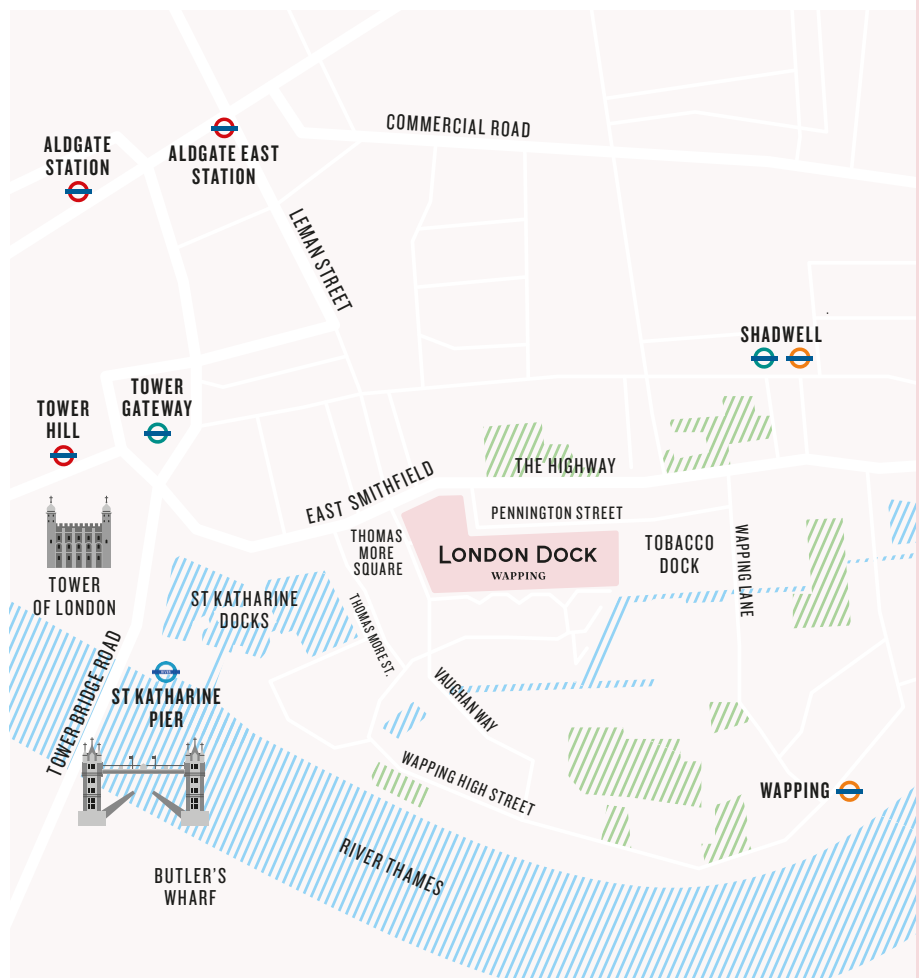 COMMERCIAL ROAD
ALDGATE
STATION
ALDGATE EAST
STATION
LEMAN STREET
SHADWELL
TOWER
GATEWAY
TOWER
HILL
THE HIGHWAY
EAST SMITHFIELD
PENNINGTON STREET
THOMAS
MORE
SQUARE
LONDON DOCK
WAPPING
TOBACCO
DOCK
WAPPING LANE
TOWER
OF LONDON
ST KATHARINE
DOCKS
THOMAS MORE ST.
TOWER BRIDGE ROAD
ST KATHARINE
PIER
VAUGHAN WAY
WAPPING HIGH STREET
WAPPING
RIVER THAMES
BUTLER'S
WHARF